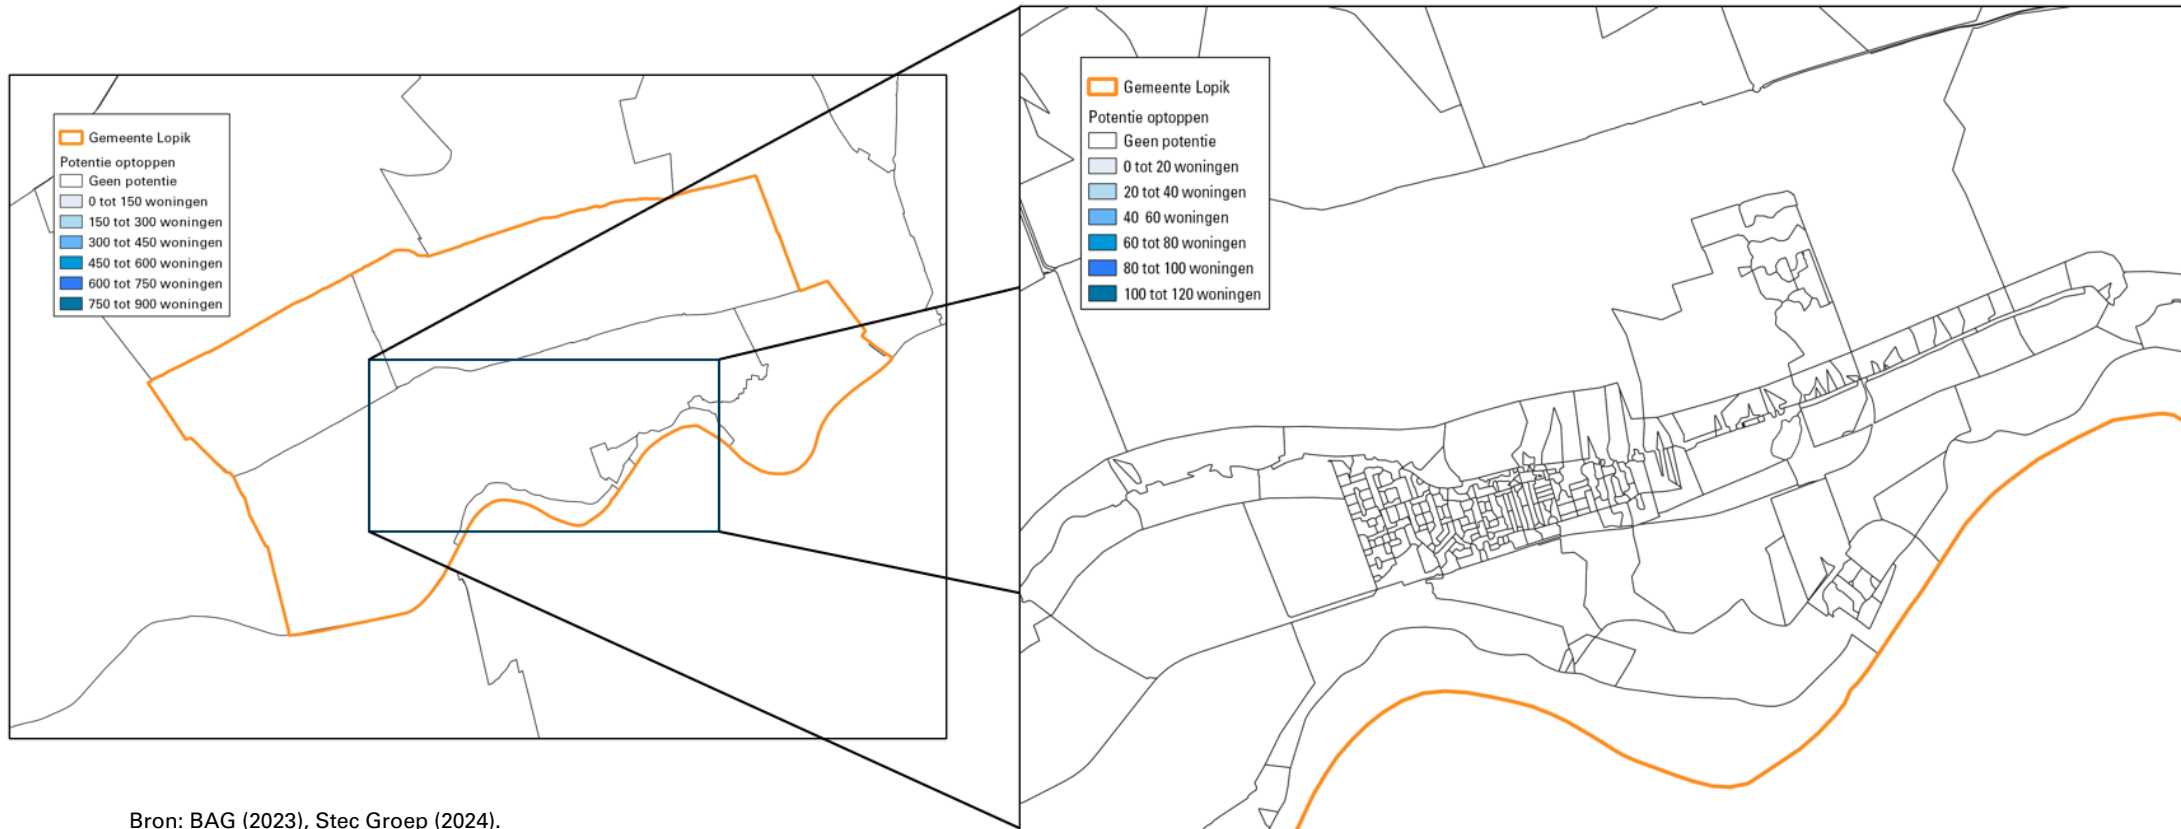 Gemeente Lopik
Potentie optoppen
Geen potentie
0 tot 150 woningen
150 tot 300 woningen
300 tot 450 woningen
450 tot 600 woningen
600 tot 750 woningen
750 tot 900 woningen
Gemeente Lopik
Potentie optoppen
Geen potentie
0 tot 20 woningen
20 tot 40 woningen
40 60 woningen
60 tot 80 woningen
80 tot 100 woningen
100 tot 120 woningen
Bron: BAG (2023), Stec Groep (2024).